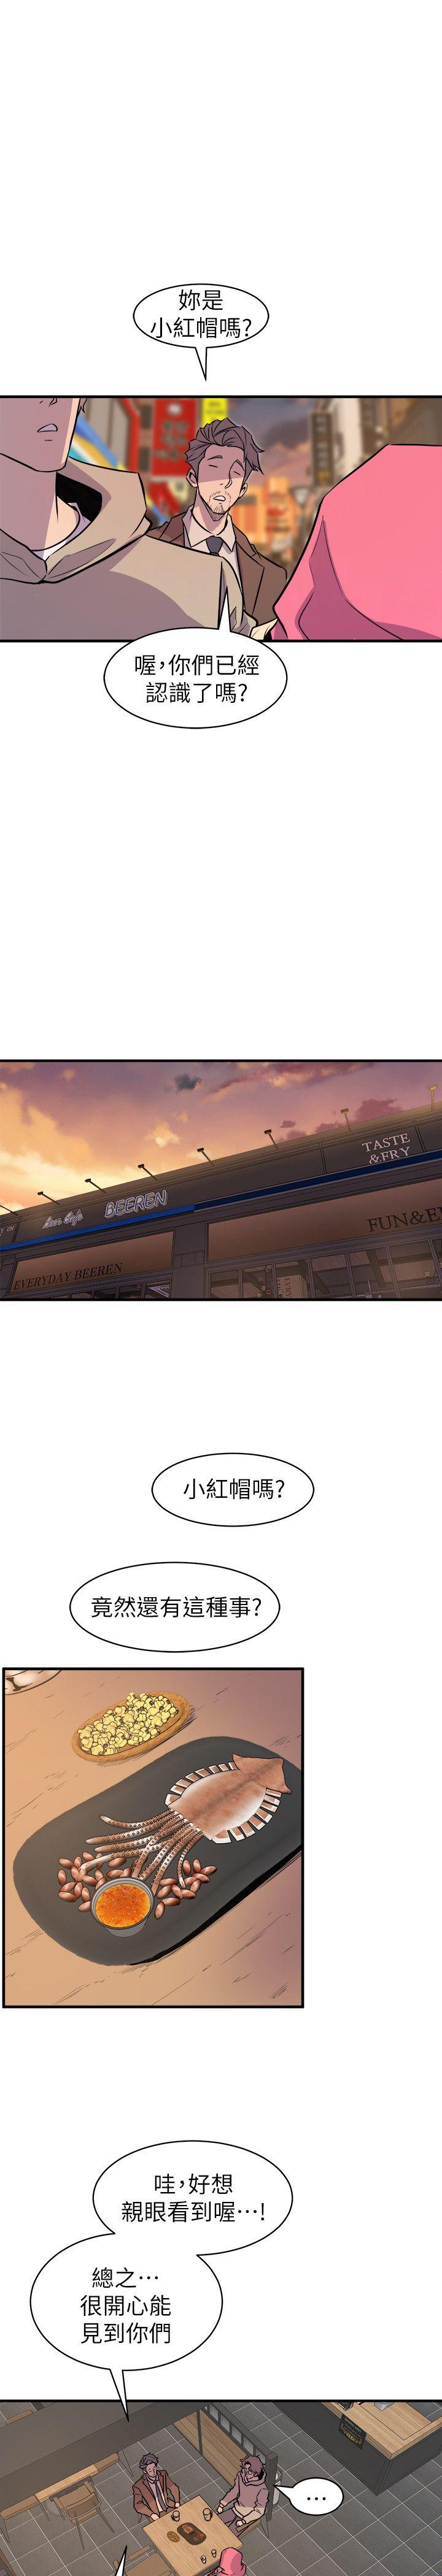 妳是
小紅帽嗎?
喔,你們已經
認識了嗎?
TASTE
&FRY
Beer Cafe
BEEREN
FUN&
EVERYDAY BEEREN
小紅帽嗎?
竟然還有這種事?
哇,好想
親眼看到喔⋯!
總之⋯
很開心能
見到你們
⋯